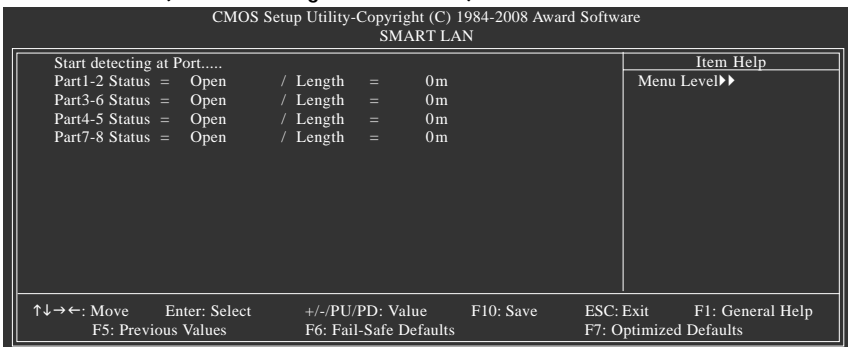 CMOS Setup Utility-Copyright (C) 1984-2008 Award Software
SMART LAN
Start detecting at Port.....
Part1-2 Status = Open / Length = 0m
Part3-6 Status = Open / Length = 0m
Part4-5 Status = Open / Length = 0m
Part7-8 Status = Open / Length = 0m
Item Help
Menu Level▶▶
↑↓→←: Move Enter: Select +/-/PU/PD: Value F10: Save ESC: Exit F1: General Help
F5: Previous Values F6: Fail-Safe Defaults F7: Optimized Defaults